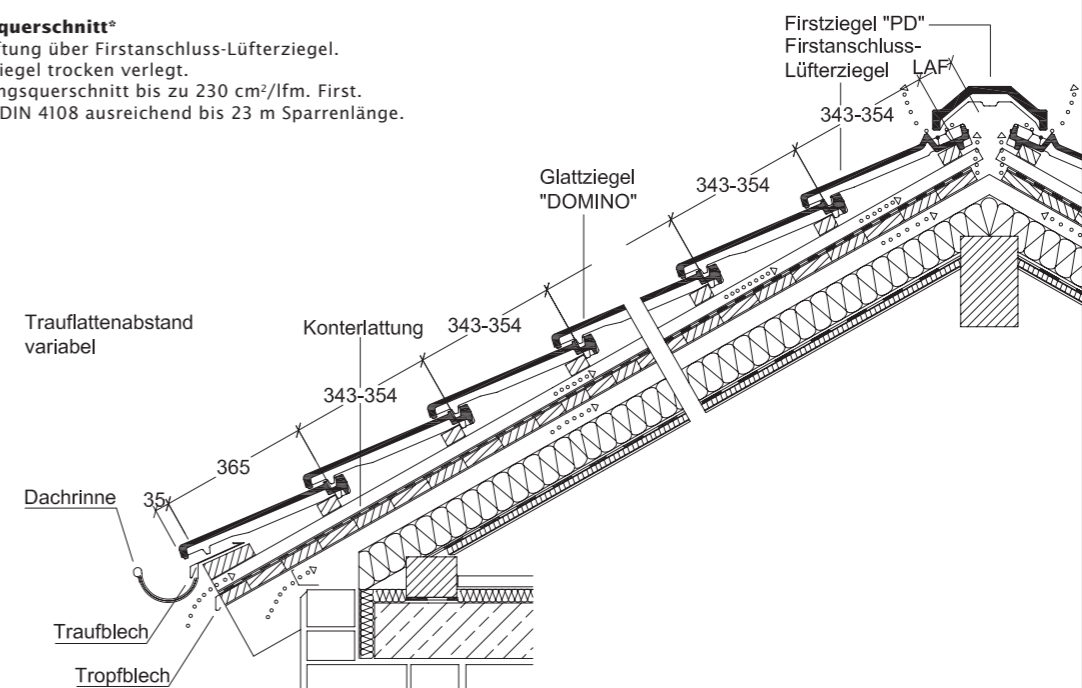 querschnitt*
tung über Firstanschluss-Lüfterziegel.
iegel trocken verlegt.
ngsquerschnitt bis zu 230 cm²/lfm. First.
DIN 4108 ausreichend bis 23 m Sparrenlänge.
Firstziegel "PD"
Firstanschluss-
Lüfterziegel
LAF
343-354
343-354
Glattziegel
"DOMINO"
343-354
Konterlattung
343-354
Trauflattenabstand
variabel
365
35
Dachrinne
Traufblech
Tropfblech